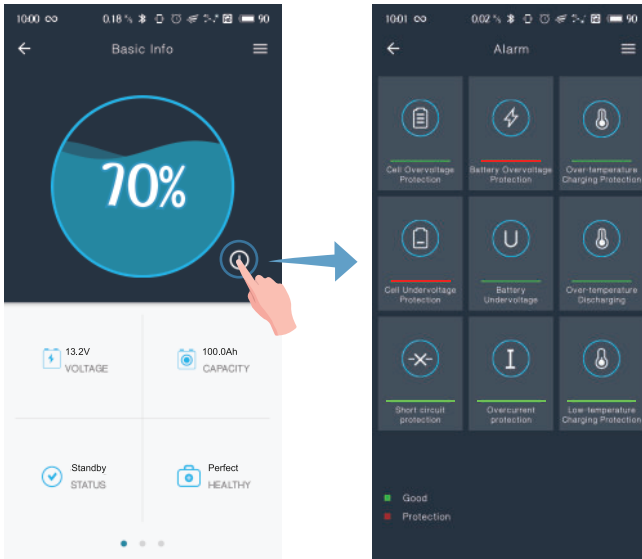 10:00
0.18 %
90
Basic Info
70%
13.2V
VOLTAGE
100.0Ah
CAPACITY
Standby
STATUS
Perfect
HEALTHY
10:01
0.02 %
90
Alarm
Cell Overvoltage
Protection
Battery Overvoltage
Protection
Over-temperature
Charging Protection
Cell Undervoltage
Protection
U
Battery
Undervoltage
Over-temperature
Discharging
Short circuit
protection
I
Overcurrent
protection
Low-temperature
Charging Protection
Good
Protection